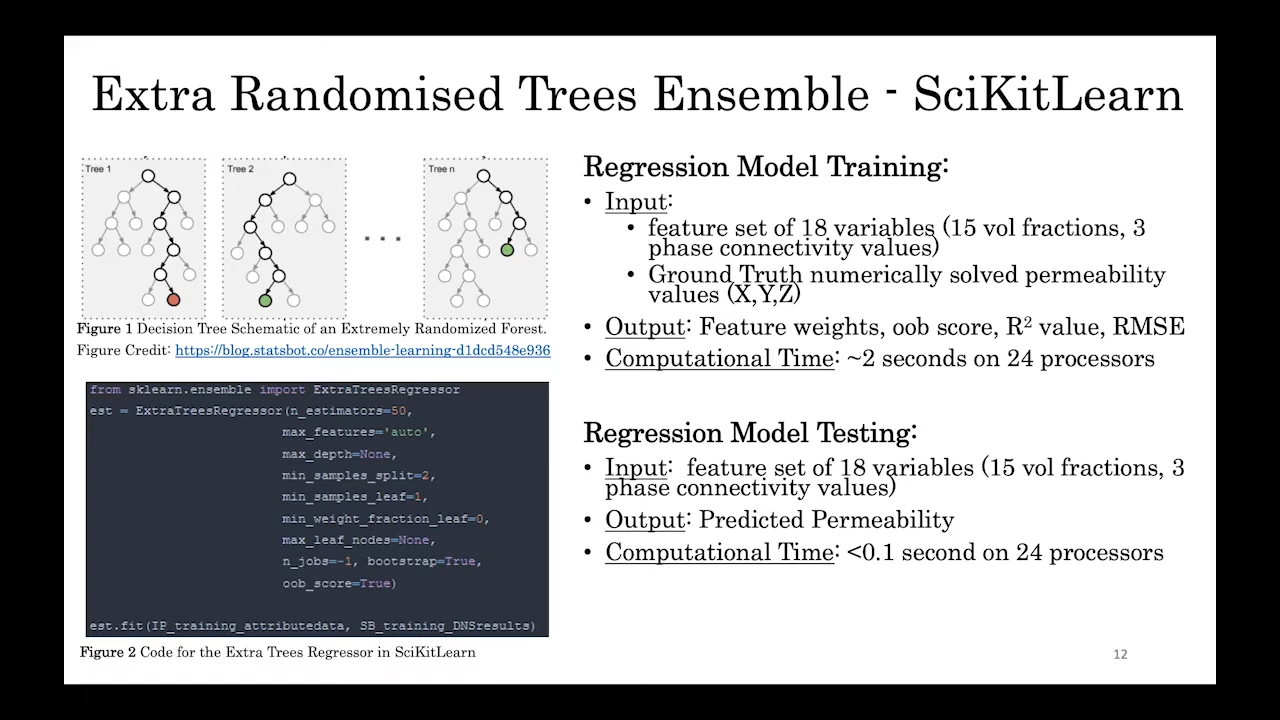 Extra Randomised Trees Ensemble - SciKitLearn
Tree 1
Tree 2
Tree n
Figure 1 Decision Tree Schematic of an Extremely Randomized Forest.
Figure Credit: https://blog.statsbot.co/ensemble-learning-d1dcd548e936
from sklearn.ensemble import ExtraTreesRegressor
est = ExtraTreesRegressor(n_estimators=50,
max_features='auto',
max_depth=None,
min_samples_split=2,
min_samples_leaf=1,
min_weight_fraction_leaf=0,
max_leaf_nodes=None,
n_jobs=-1, bootstrap=True,
oob_score=True)
est.fit(IP_training_attributedata, SB_training_DNSresults)
Figure 2 Code for the Extra Trees Regressor in SciKitLearn
Regression Model Training:
• Input:
• feature set of 18 variables (15 vol fractions, 3
phase connectivity values)
• Ground Truth numerically solved permeability
values (X,Y,Z)
• Output: Feature weights, oob score, R² value, RMSE
• Computational Time: ~2 seconds on 24 processors
Regression Model Testing:
• Input: feature set of 18 variables (15 vol fractions, 3
phase connectivity values)
• Output: Predicted Permeability
• Computational Time: <0.1 second on 24 processors
12